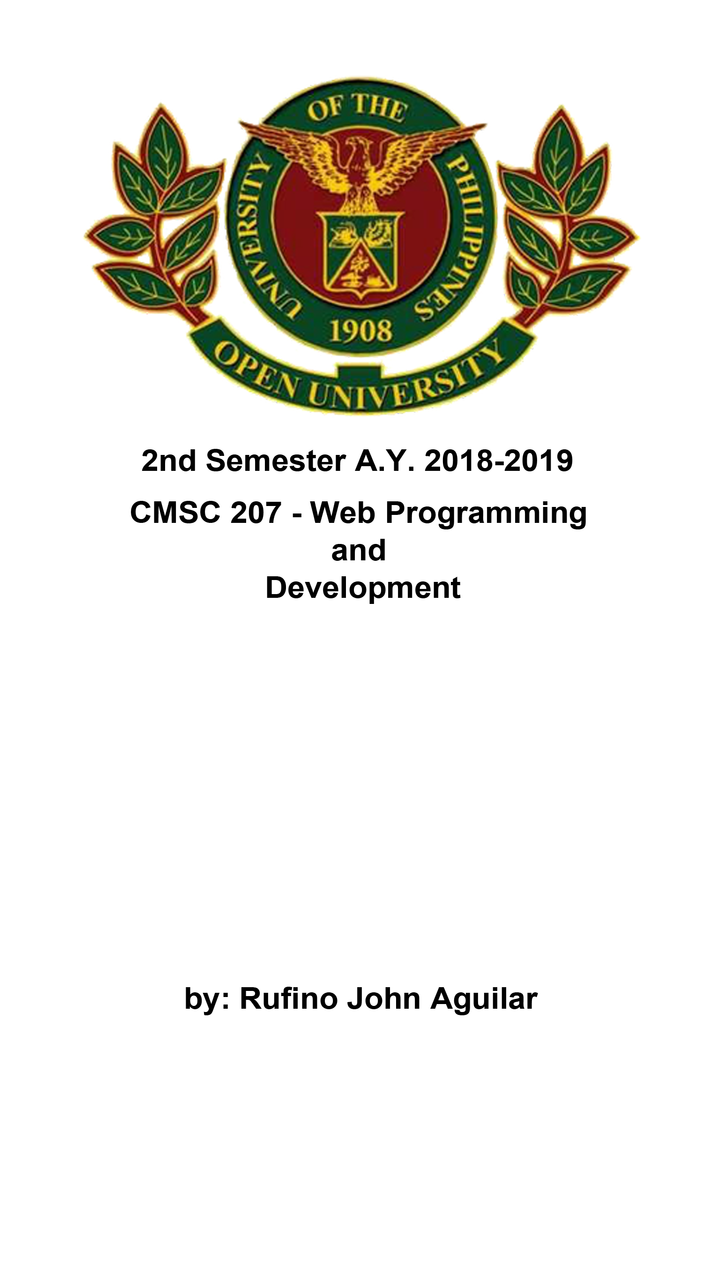 UNIVERSITY OF THE PHILIPPINES
1908
OPEN UNIVERSITY
2nd Semester A.Y. 2018-2019
CMSC 207 - Web Programming
and
Development
by: Rufino John Aguilar